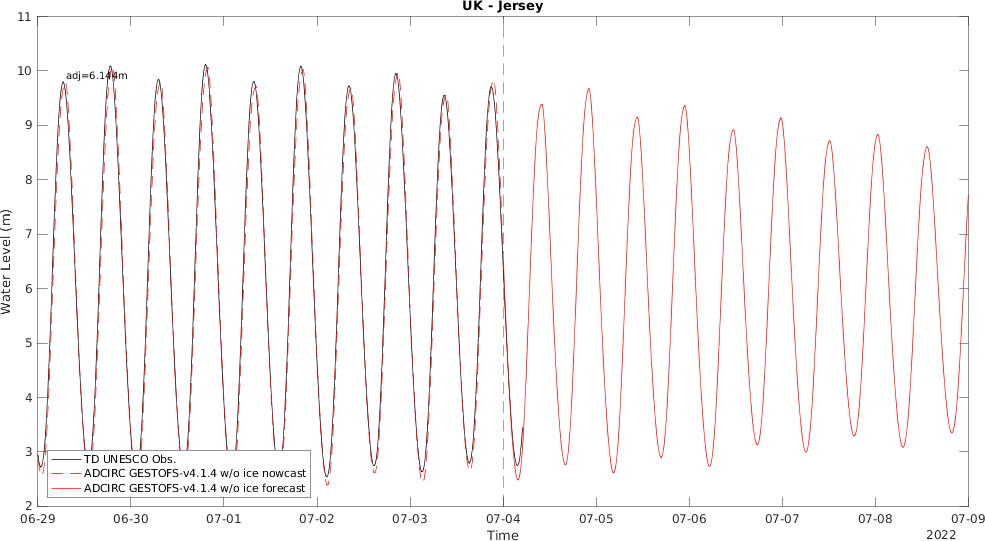 UK - Jersey
11
10
9
8
7
6
5
4
3
2
Water Level (m)
adj=6.144m
TD UNESCO Obs.
ADCIRC GESTOFS-v4.1.4 w/o ice nowcast
ADCIRC GESTOFS-v4.1.4 w/o ice forecast
06-29 06-30 07-01 07-02 07-03 07-04 07-05 07-06 07-07 07-08 07-09
Time
2022